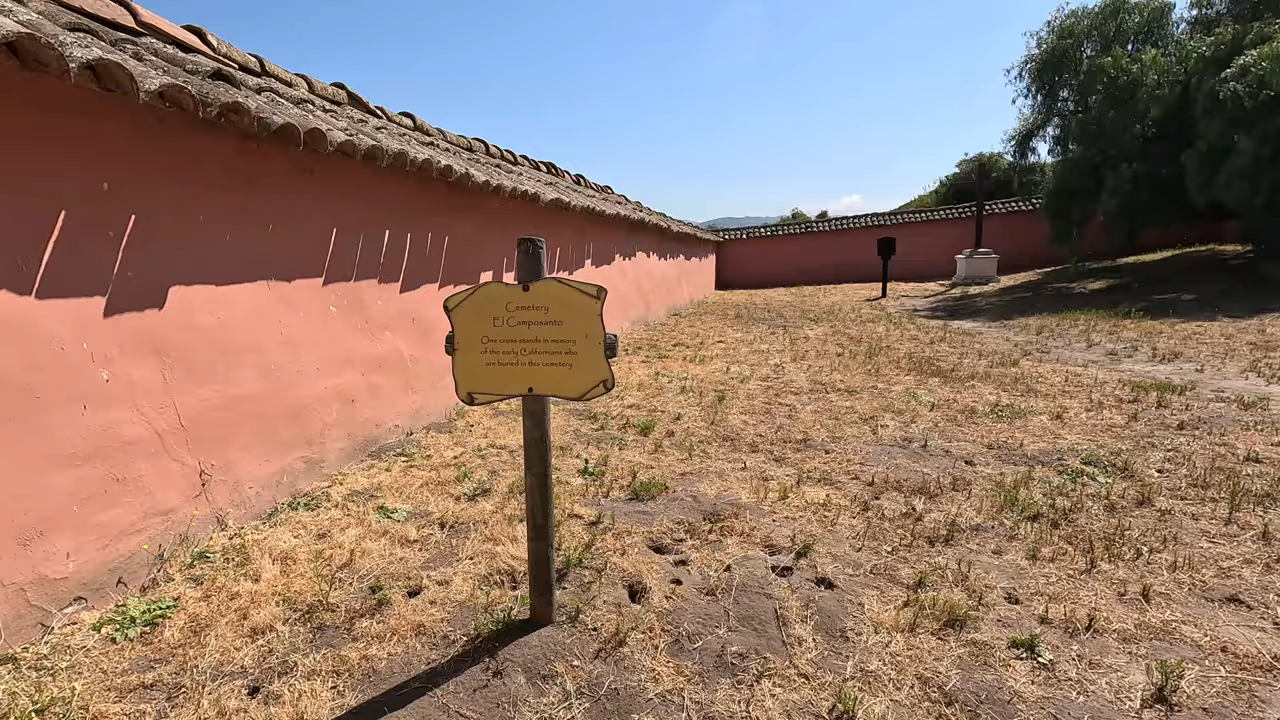 Cemetery
El Camposanto
One cross stands in memory
of the early Californians who
are buried in this cemetery